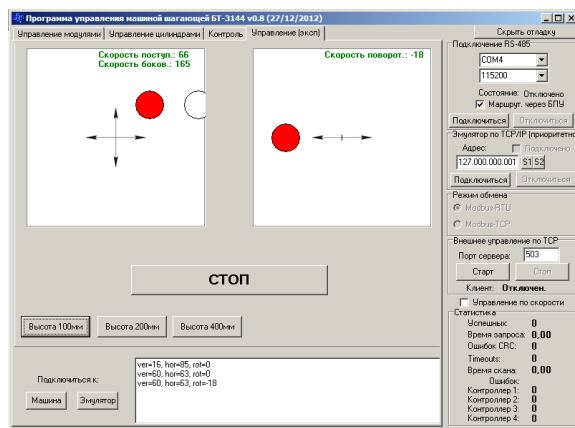 Программа управления машиной шагающей БТ-3144 v0.8 (27/12/2012)
Управление модулями Управление цилиндрами Контроль Управление (эксп)
Скорость поступ.: 66
Скорость боков.: 165
Скорость поворот.: -18
СТОП
Высота 100мм Высота 200мм Высота 400мм
Подключиться к:
Машина Эмулятор
ver=16, hor=85, rot=0
ver=60, hor=63, rot=0
ver=60, hor=63, rot=-18
Скрыть отладку
Подключение RS-485
COM4
115200
Состояние: Отключено
Маршрут. через БПУ
Подключиться Отключиться
Эмулятор по TCP/IP (приоритетно
Адрес: Подключено
127.000.000.001 S1 S2
Подключиться Отключиться
Режим обмена
Modbus-RTU
Modbus-TCP
Внешнее управление по TCP
Порт сервера: 503
Старт Стоп
Клиент: Отключен.
Управление по скорости
Статистика
Успешных: 0
Время запроса: 0,00
Ошибок CRC: 0
Timeouts: 0
Время скана: 0,00
Ошибок:
Контроллер 1: 0
Контроллер 2: 0
Контроллер 3: 0
Контроллер 4: 0